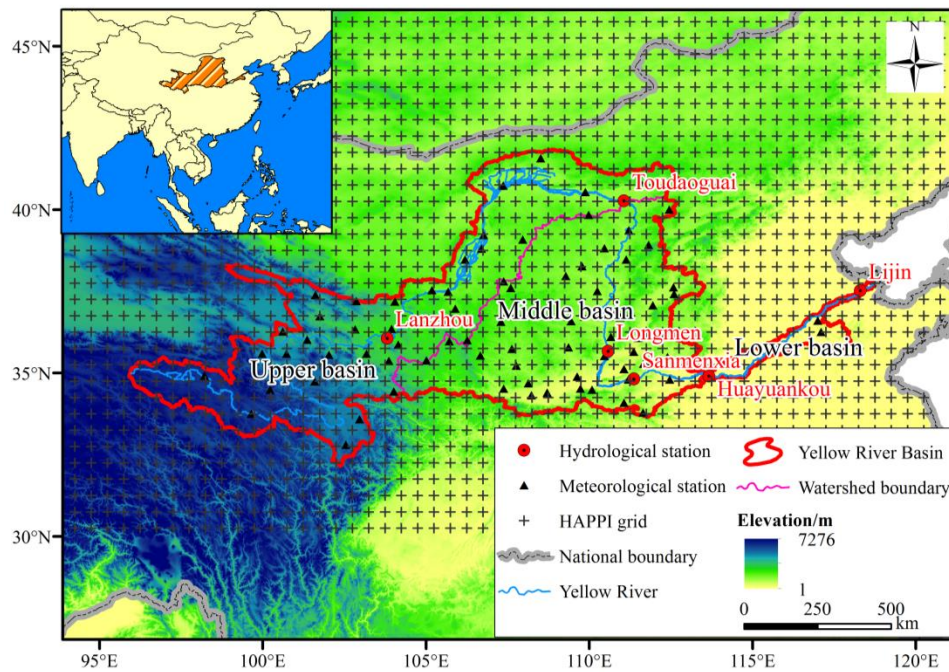 45°N
40°N
35°N
30°N
N
Toudaoguai
Lijin
Lanzhou
Middle basin
Longmen
Lower basin
Upper basin
Sanmenxia
Huayuankou
Hydrological station
Meteorological station
HAPPI grid
National boundary
Yellow River
Yellow River Basin
Watershed boundary
Elevation/m
7276
1
0 250 500
km
95°E 100°E 105°E 110°E 115°E 120°E